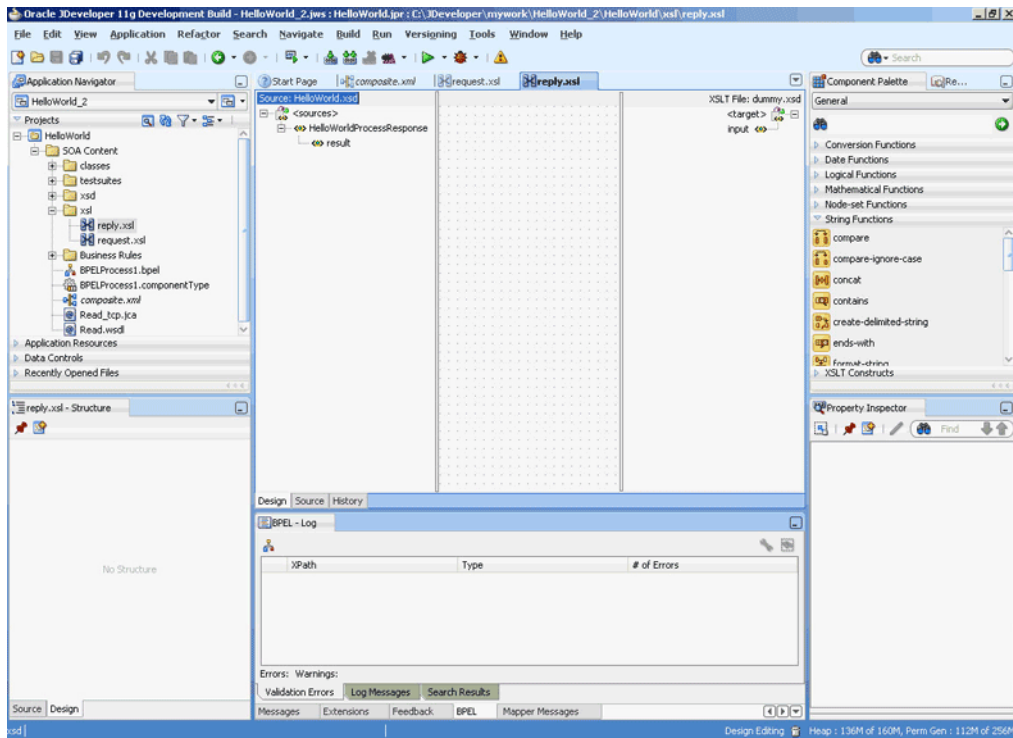 Oracle JDeveloper 11g Development Build - HelloWorld_2.jws : HelloWorld.jpr : C:\JDeveloper\mywork\HelloWorld_2\HelloWorld\xsl\reply.xsl
File Edit View Application Refactor Search Navigate Build Run Versioning Tools Window Help
Search
Application Navigator
HelloWorld_2
Projects
HelloWorld
SOA Content
classes
testsuites
xsd
xsl
reply.xsl
request.xsl
Business Rules
BPELProcess1.bpel
BPELProcess1.componentType
composite.xml
Read_tcp.jca
Read.wsdl
Application Resources
Data Controls
Recently Opened Files
reply.xsl - Structure
No Structure
Source Design
Start Page composite.xml request.xsl reply.xsl
Source: HelloWorld.xsd
<sources>
HelloWorldProcessResponse
result
XSLT File: dummy.xsd
<target>
input
Design Source History
BPEL - Log
XPath Type # of Errors
Errors: Warnings:
Validation Errors Log Messages Search Results
Messages Extensions Feedback BPEL Mapper Messages
Component Palette Re...
General
Conversion Functions
Date Functions
Logical Functions
Mathematical Functions
Node-set Functions
String Functions
compare
compare-ignore-case
concat
contains
create-delimited-string
ends-with
format-string
XSLT Constructs
Property Inspector
Find
xsd
Design Editing Heap : 136M of 160M, Perm Gen : 112M of 256M